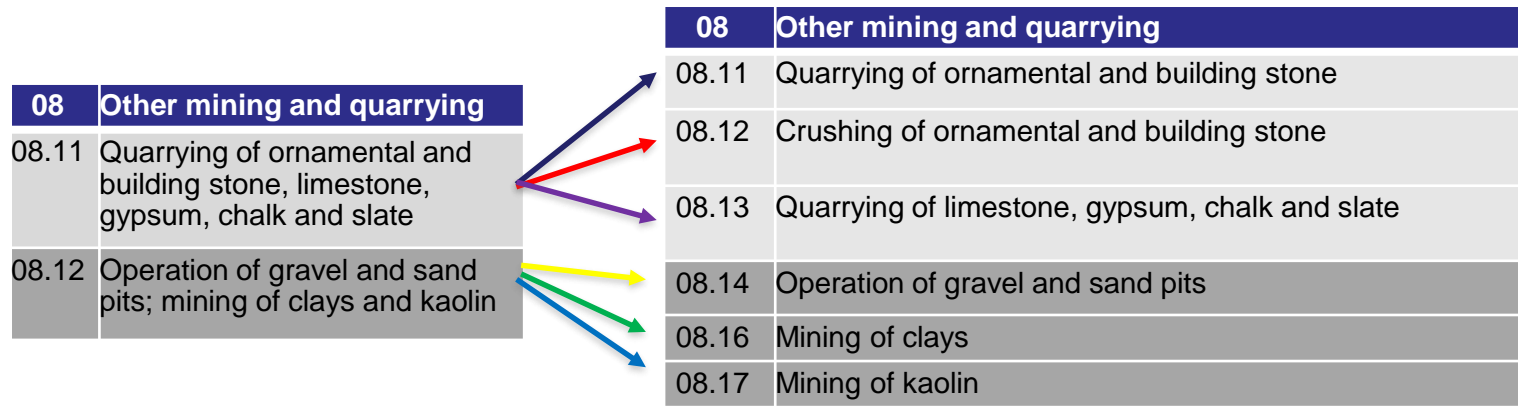 08 Other mining and quarrying
08.11 Quarrying of ornamental and
building stone, limestone,
gypsum, chalk and slate
08.12 Operation of gravel and sand
pits; mining of clays and kaolin
08 Other mining and quarrying
08.11 Quarrying of ornamental and building stone
08.12 Crushing of ornamental and building stone
08.13 Quarrying of limestone, gypsum, chalk and slate
08.14 Operation of gravel and sand pits
08.16 Mining of clays
08.17 Mining of kaolin